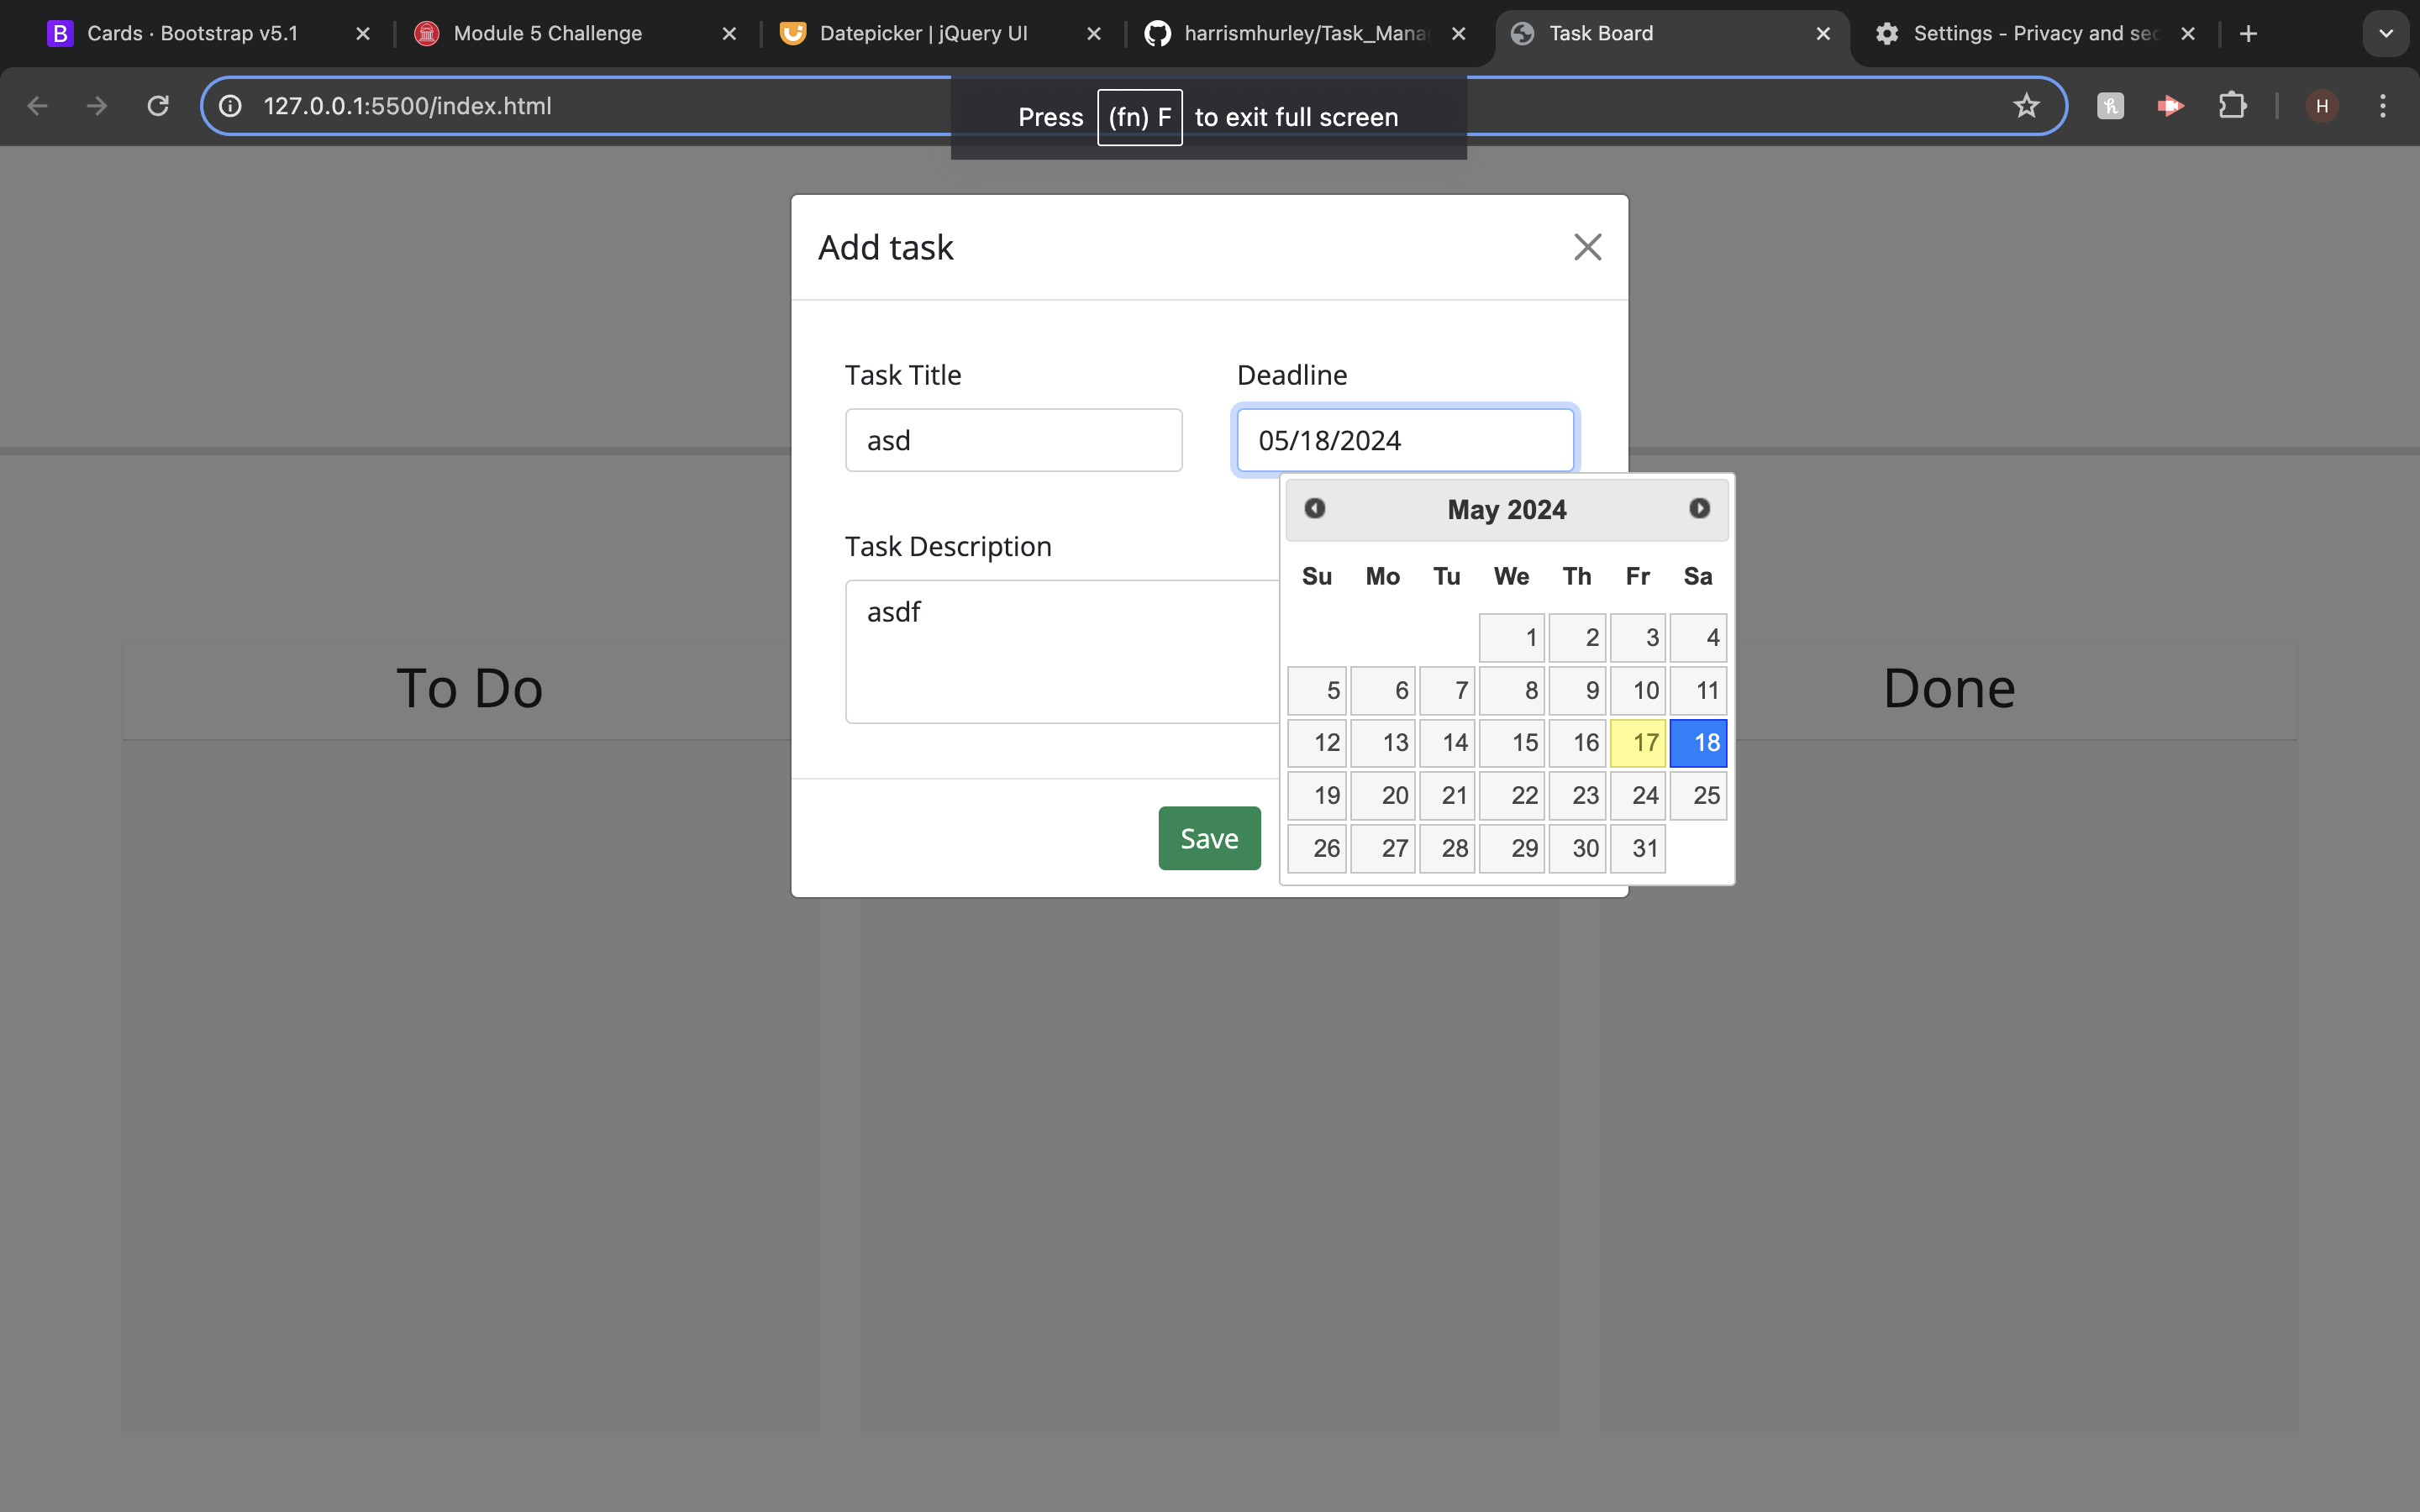 Cards · Bootstrap v5.1
Module 5 Challenge
Datepicker | jQuery UI
harrismhurley/Task_Mana
Task Board
Settings - Privacy and sec
127.0.0.1:5500/index.html
H
Press (fn) F to exit full screen
Add task
Task Title
Deadline
asd
05/18/2024
Task Description
asdf
May 2024
Su Mo Tu We Th Fr Sa
1 2 3 4
5 6 7 8 9 10 11
12 13 14 15 16 17 18
19 20 21 22 23 24 25
26 27 28 29 30 31
Save
To Do
Done